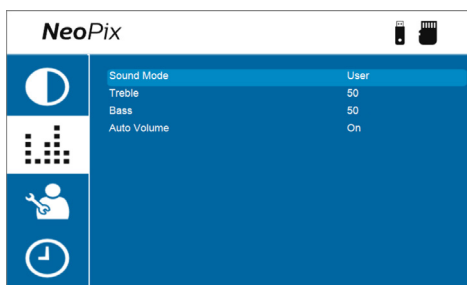 NeoPix
Sound Mode User
Treble 50
Bass 50
Auto Volume On